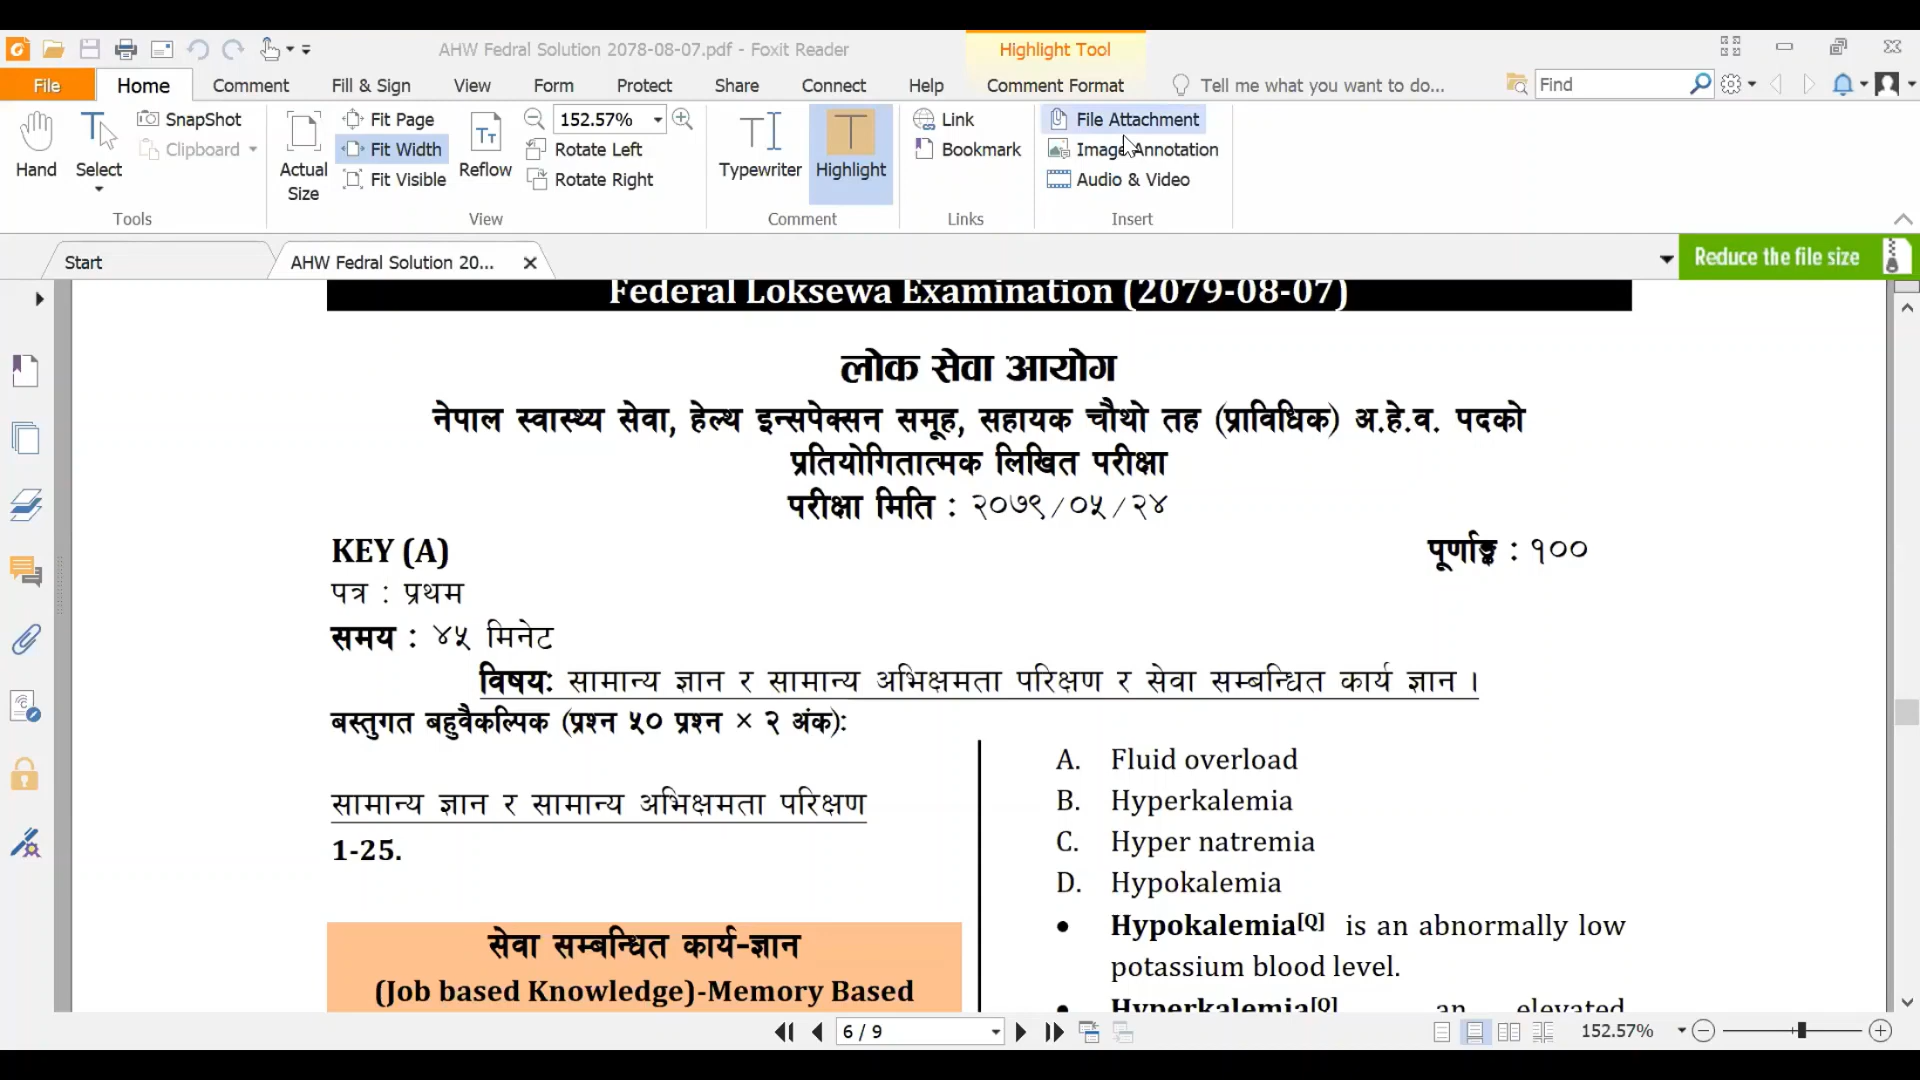 AHW Fedral Solution 2078-08-07.pdf - Foxit Reader
Highlight Tool
File
Home
Comment
Fill & Sign
View
Form
Protect
Share
Connect
Help
Comment Format
Tell me what you want to do...
Find
Hand
Select
SnapShot
Clipboard
Tools
Actual
Size
Fit Page
Fit Width
Fit Visible
Reflow
152.57%
Rotate Left
Rotate Right
View
Typewriter
Highlight
Comment
Link
Bookmark
Links
File Attachment
Image Annotation
Audio & Video
Insert
Start
AHW Fedral Solution 20...
Reduce the file size
Federal Loksewa Examination (2079-08-07)
लोक सेवा आयोग
नेपाल स्वास्थ्य सेवा, हेल्थ इन्सपेक्सन समूह, सहायक चौथो तह (प्राविधिक) अ.हे.व. पदको
प्रतियोगितात्मक लिखित परीक्षा
परीक्षा मिति : २०७९/०५/२४
KEY (A)
पूर्णाङ्क : १००
पत्र : प्रथम
समय : ४५ मिनेट
विषयः सामान्य ज्ञान र सामान्य अभिक्षमता परिक्षण र सेवा सम्बन्धित कार्य ज्ञान ।
बस्तुगत बहुवैकल्पिक (प्रश्न ५० प्रश्न × २ अंक):
सामान्य ज्ञान र सामान्य अभिक्षमता परिक्षण
1-25.
सेवा सम्बन्धित कार्य-ज्ञान
(Job based Knowledge)-Memory Based
A. Fluid overload
B. Hyperkalemia
C. Hyper natremia
D. Hypokalemia
• Hypokalemia[Q] is an abnormally low
potassium blood level.
• Hyperkalemia[Q] an elevated
6 / 9
152.57%